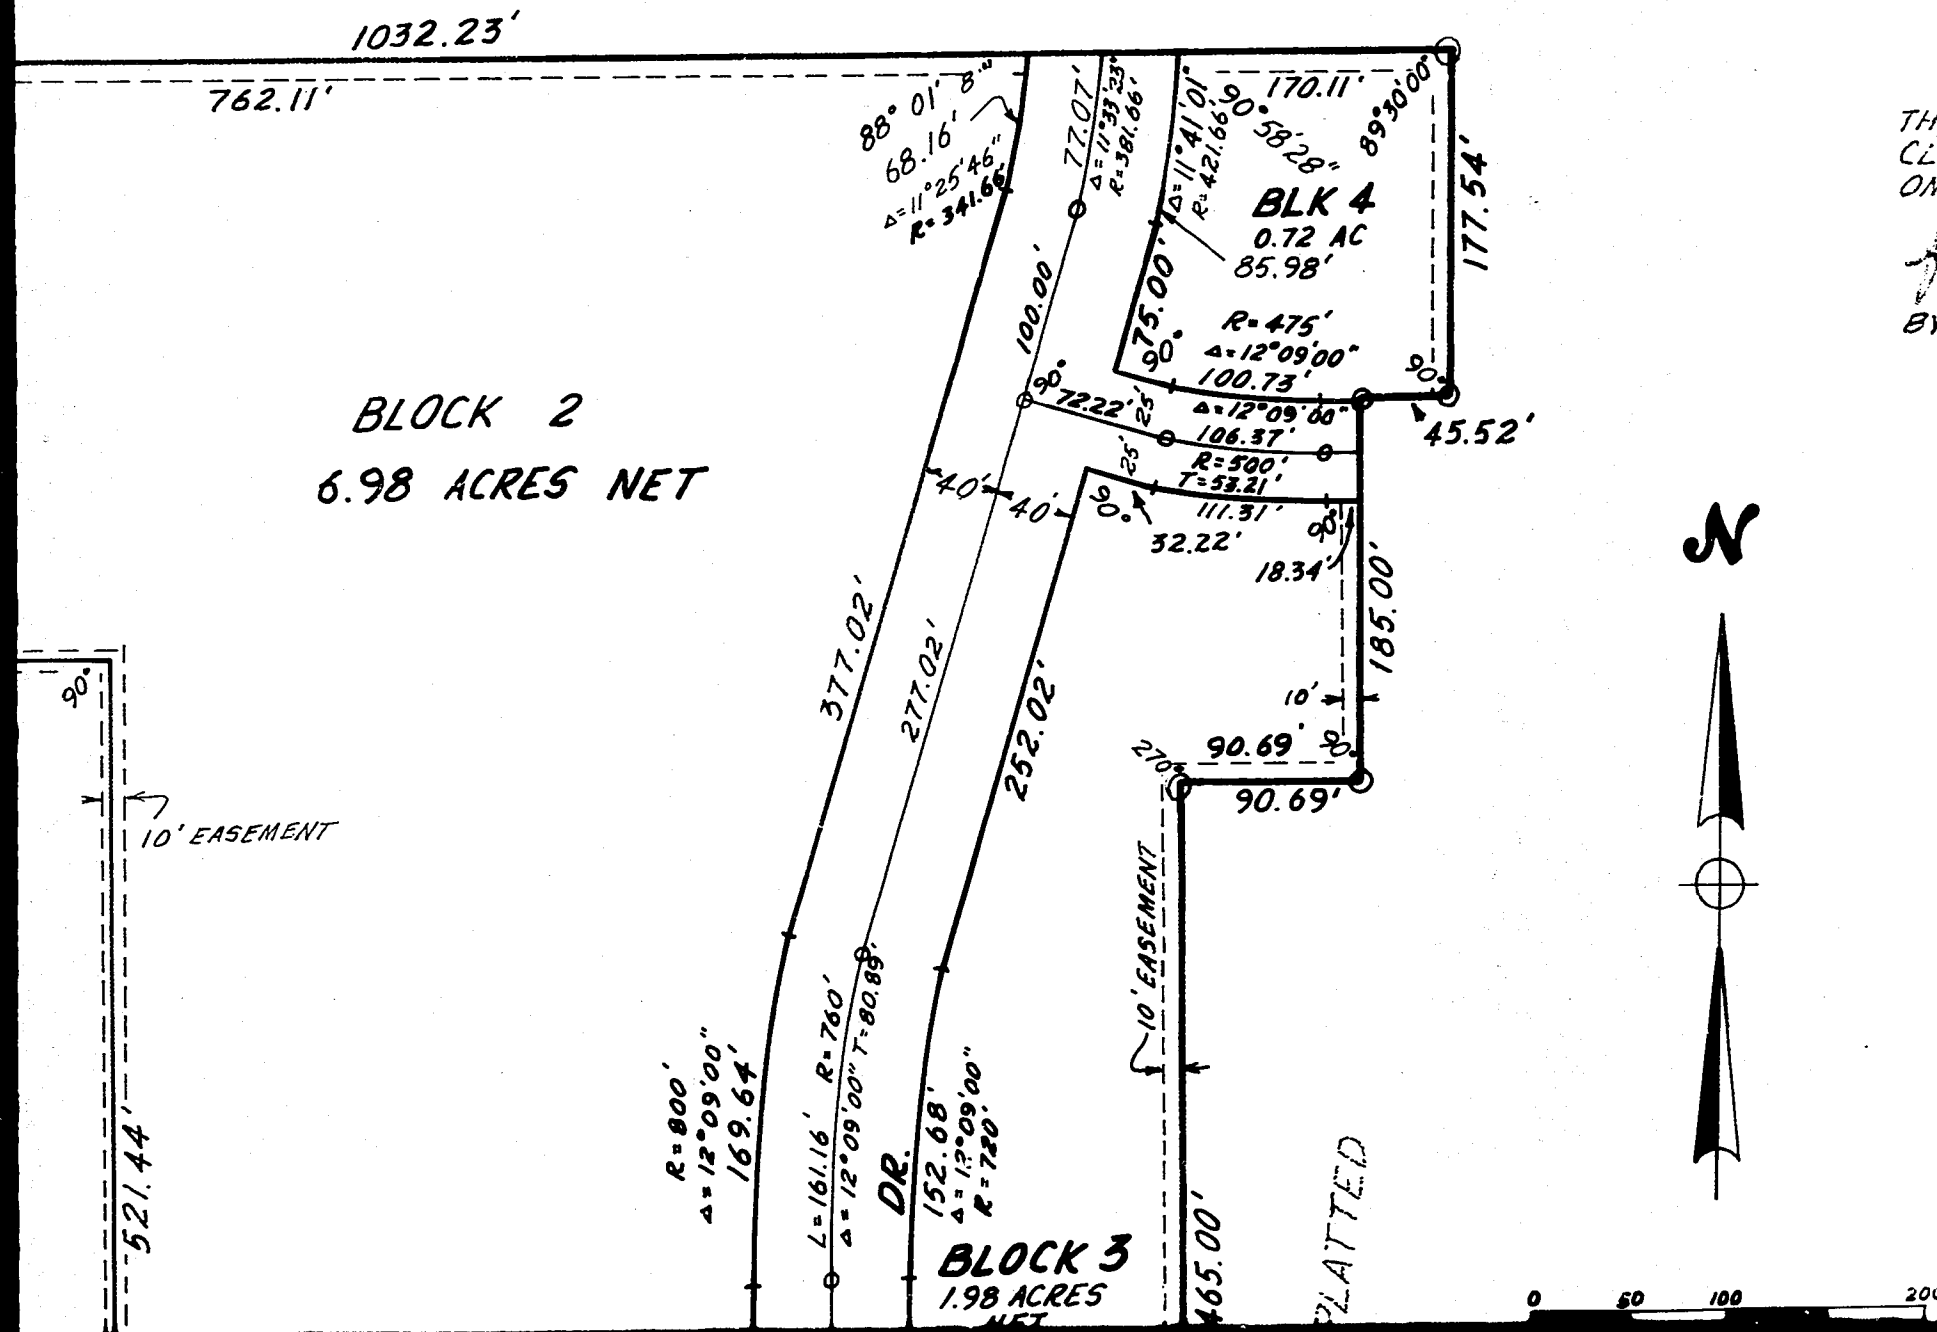 1032.23'
762.11'
88° 01' 8""
68.16'
Δ=11°25'46"
R=341.66'
77.07'
Δ=11°33'23"
R=381.66'
Δ=11°41'01"
R=421.66'
170.11'
90°58'28"
89°30'00"
177.54'
BLK 4
0.72 AC
85.98'
75.00'
90°
R=475'
Δ=12°09'00"
100.73'
90°
45.52'
100.00'
90°
72.22'
25'
Δ=12°09'00"
106.37'
R=500'
T=53.21'
25'
111.31'
90°
32.22'
90°
18.34'
185.00'
BLOCK 2
6.98 ACRES NET
40'
40'
377.02'
277.02'
252.02'
10'
90.69'
90°
270°
90.69'
90°
10' EASEMENT
521.44'
10' EASEMENT
R=800'
Δ=12°09'00"
169.64'
L=161.16' R=760'
Δ=12°09'00" T=80.89'
DR.
152.68'
Δ=12°09'00"
R=720'
BLOCK 3
1.98 ACRES
NET
465.00'
PLATTED
TH
CL
ON
BY
N
0 50 100 200